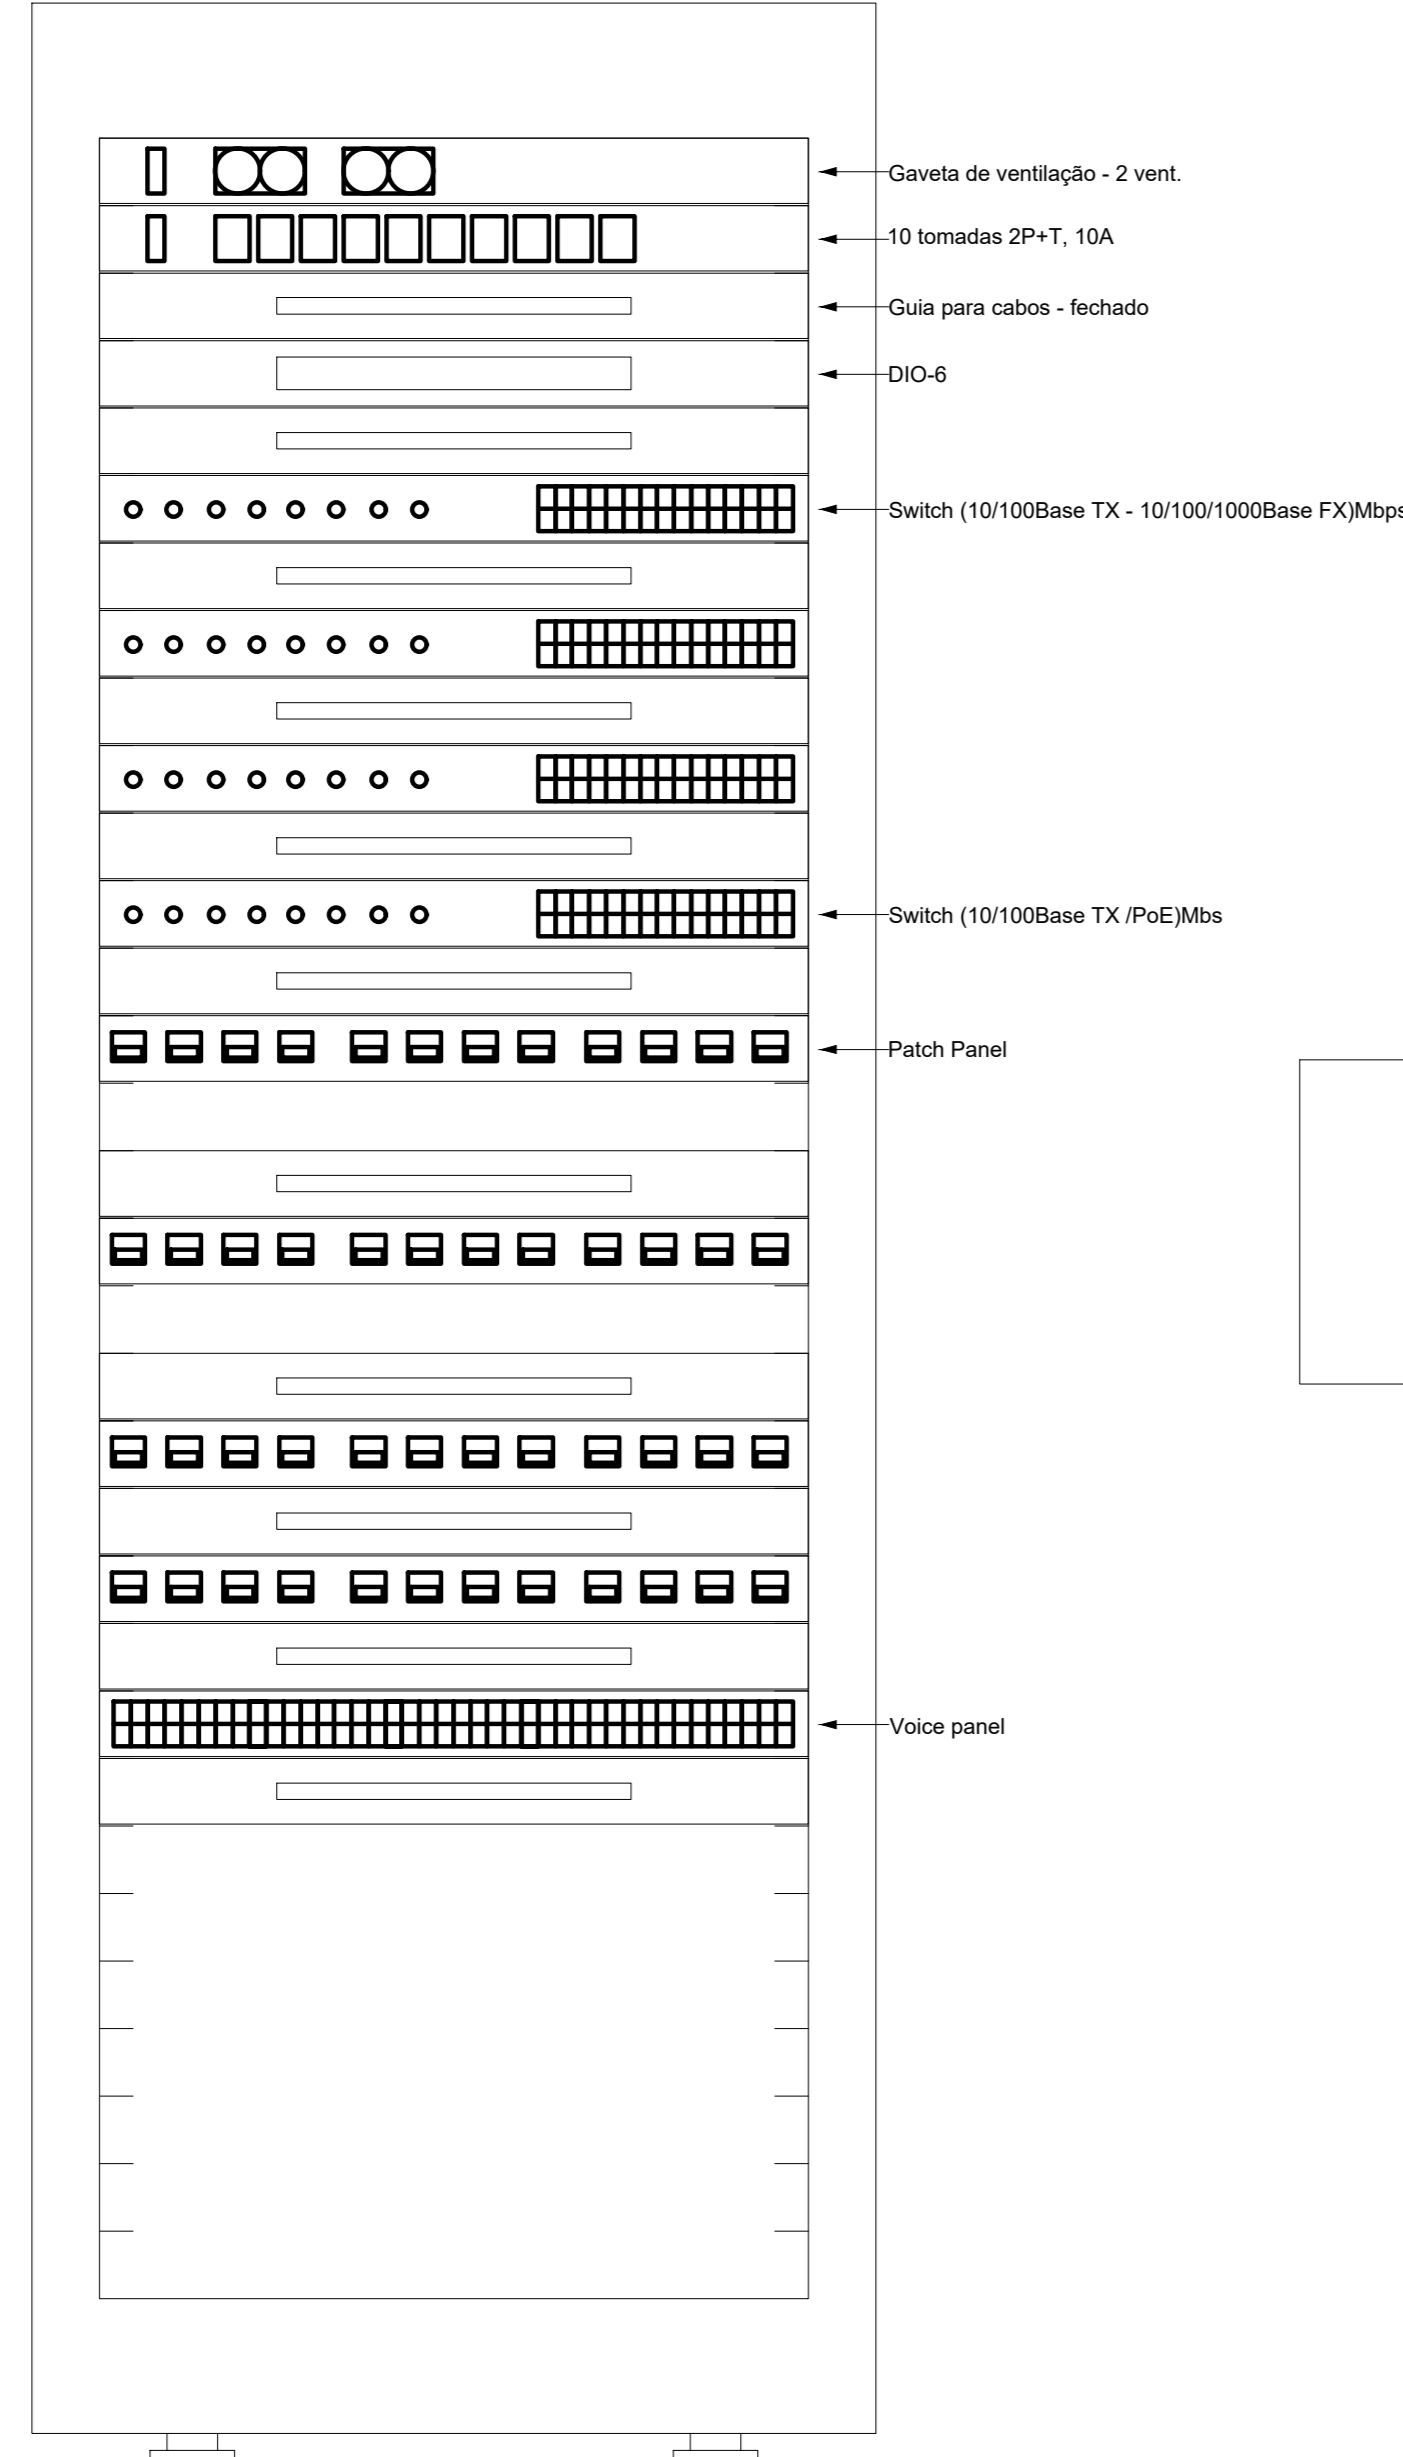 Gaveta de ventilação - 2 vent.
10 tomadas 2P+T, 10A
Guia para cabos - fechado
DIO-6
Switch (10/100Base TX - 10/100/1000Base FX)Mbps
Switch (10/100Base TX /PoE)Mbs
Patch Panel
Voice panel